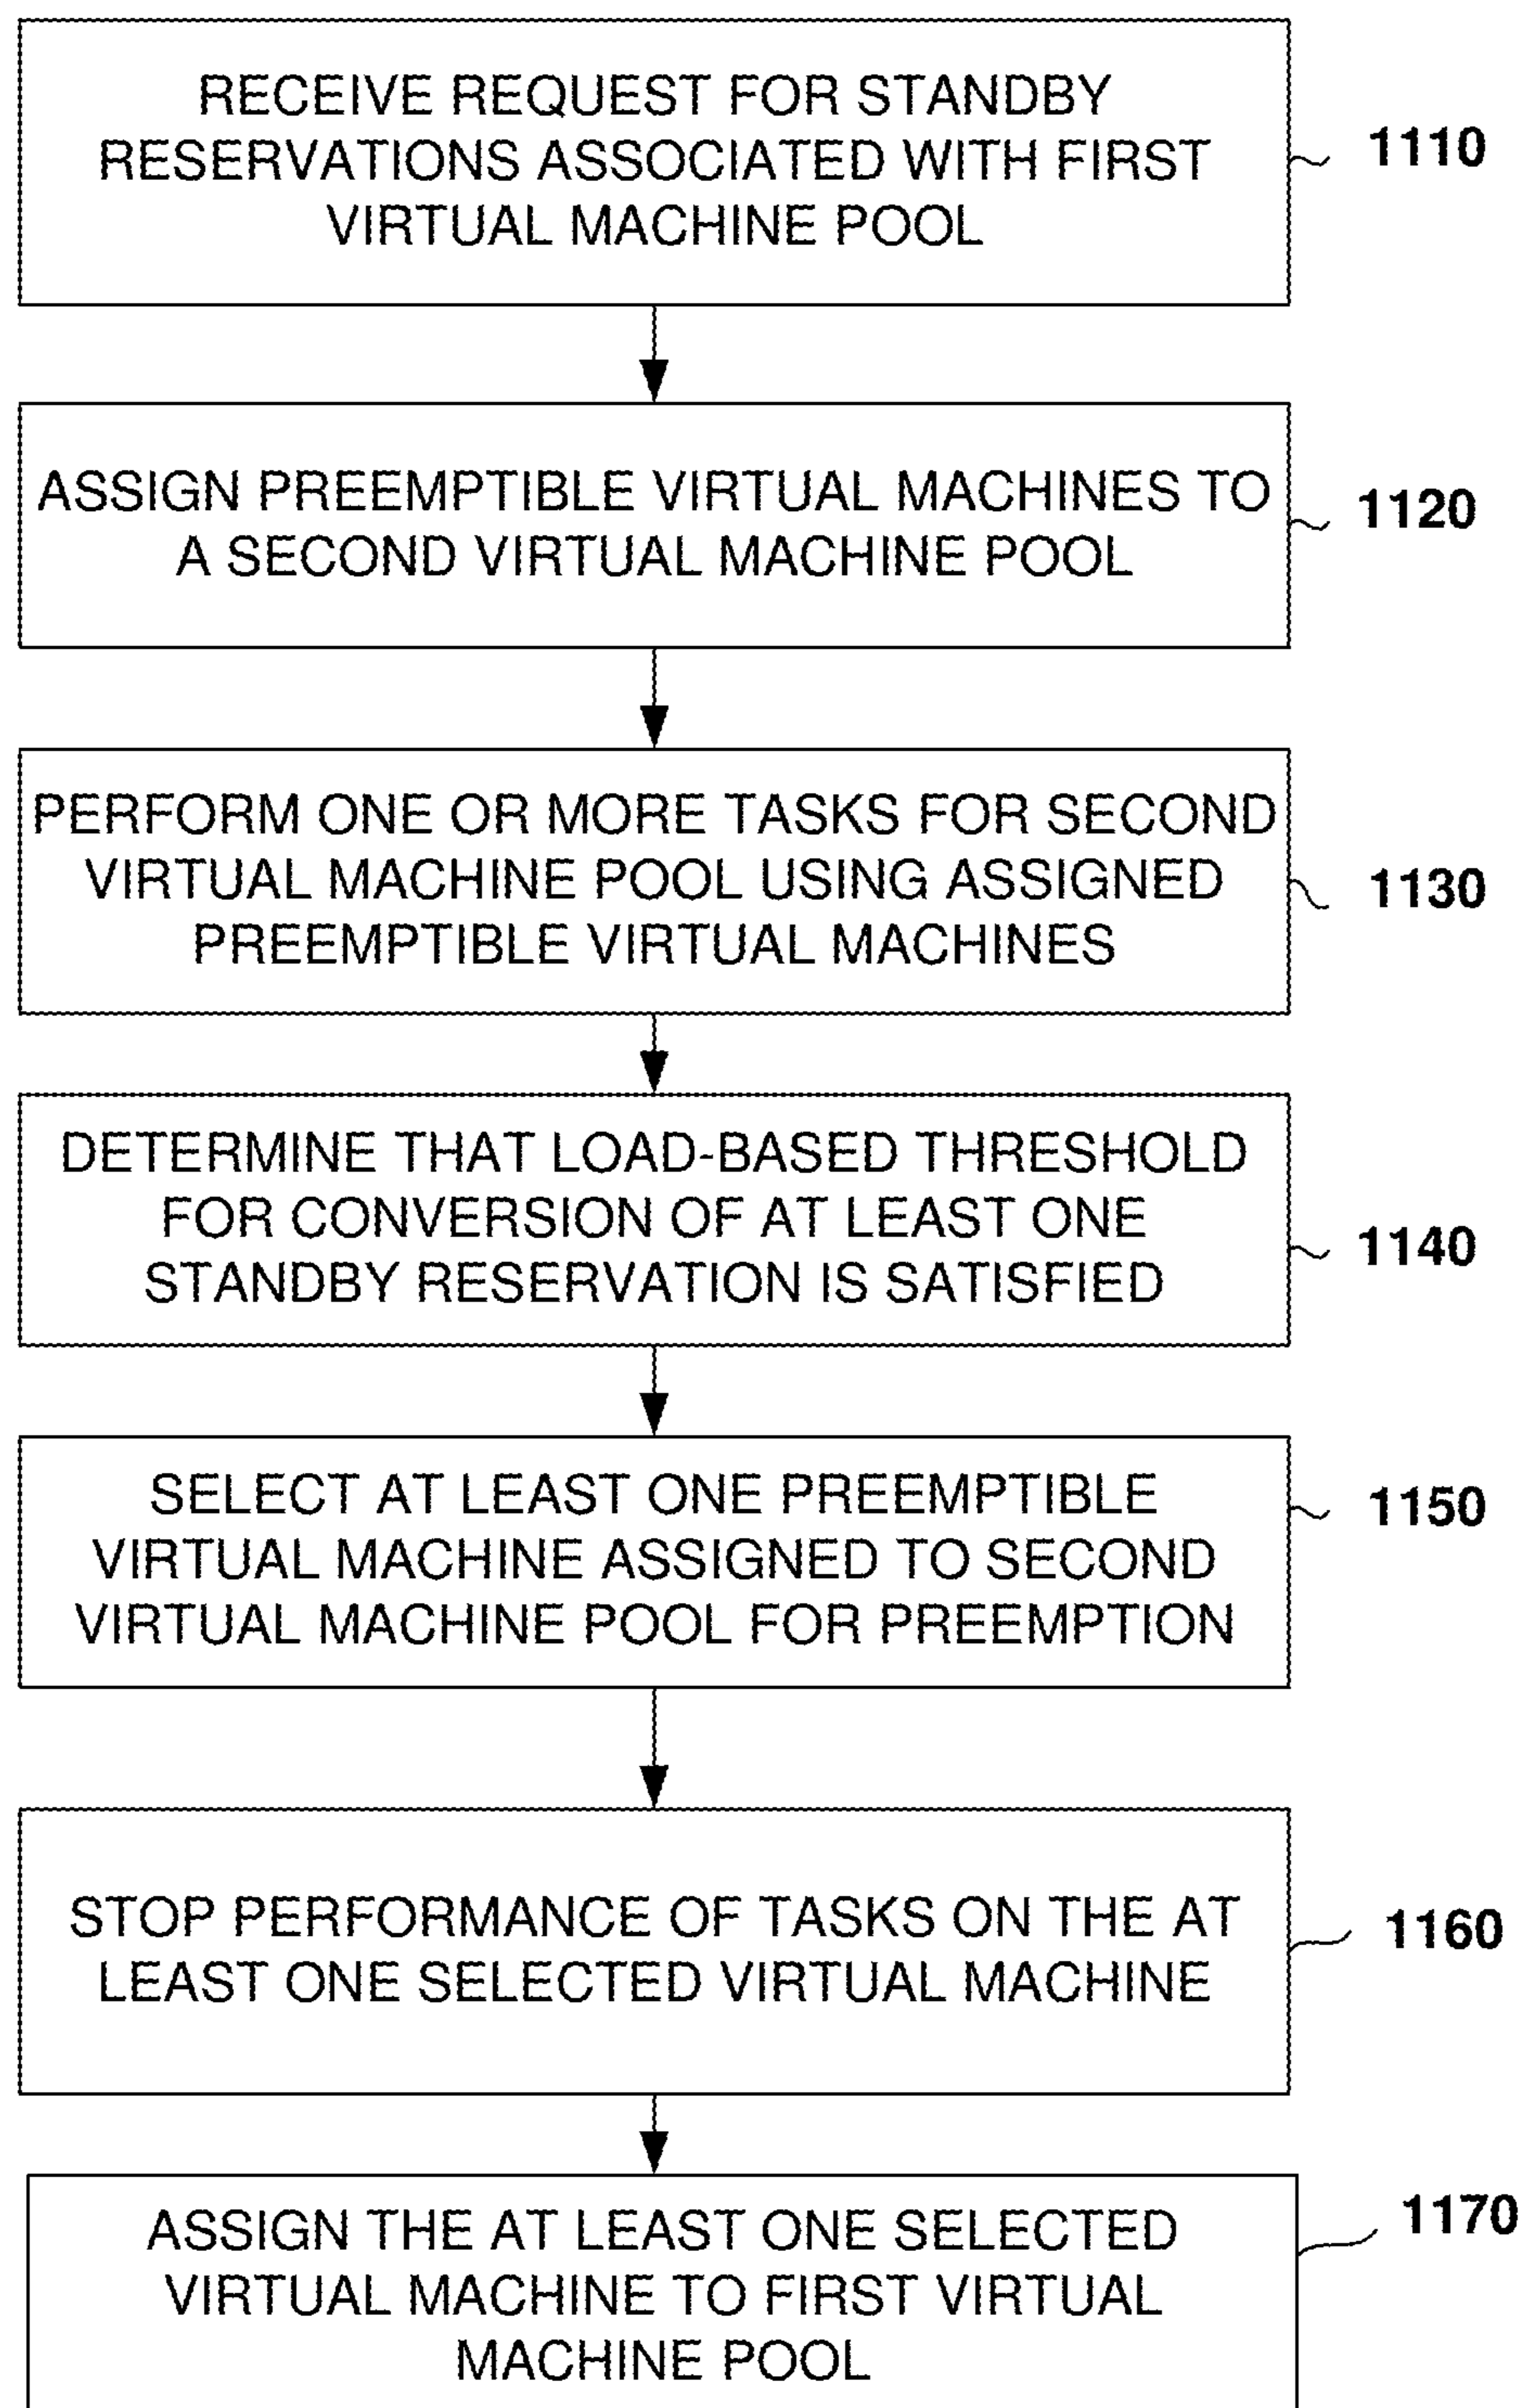 RECEIVE REQUEST FOR STANDBY
RESERVATIONS ASSOCIATED WITH FIRST
VIRTUAL MACHINE POOL
1110
ASSIGN PREEMPTIBLE VIRTUAL MACHINES TO
A SECOND VIRTUAL MACHINE POOL
1120
PERFORM ONE OR MORE TASKS FOR SECOND
VIRTUAL MACHINE POOL USING ASSIGNED
PREEMPTIBLE VIRTUAL MACHINES
1130
DETERMINE THAT LOAD-BASED THRESHOLD
FOR CONVERSION OF AT LEAST ONE
STANDBY RESERVATION IS SATISFIED
1140
SELECT AT LEAST ONE PREEMPTIBLE
VIRTUAL MACHINE ASSIGNED TO SECOND
VIRTUAL MACHINE POOL FOR PREEMPTION
1150
STOP PERFORMANCE OF TASKS ON THE AT
LEAST ONE SELECTED VIRTUAL MACHINE
1160
ASSIGN THE AT LEAST ONE SELECTED
VIRTUAL MACHINE TO FIRST VIRTUAL
MACHINE POOL
1170